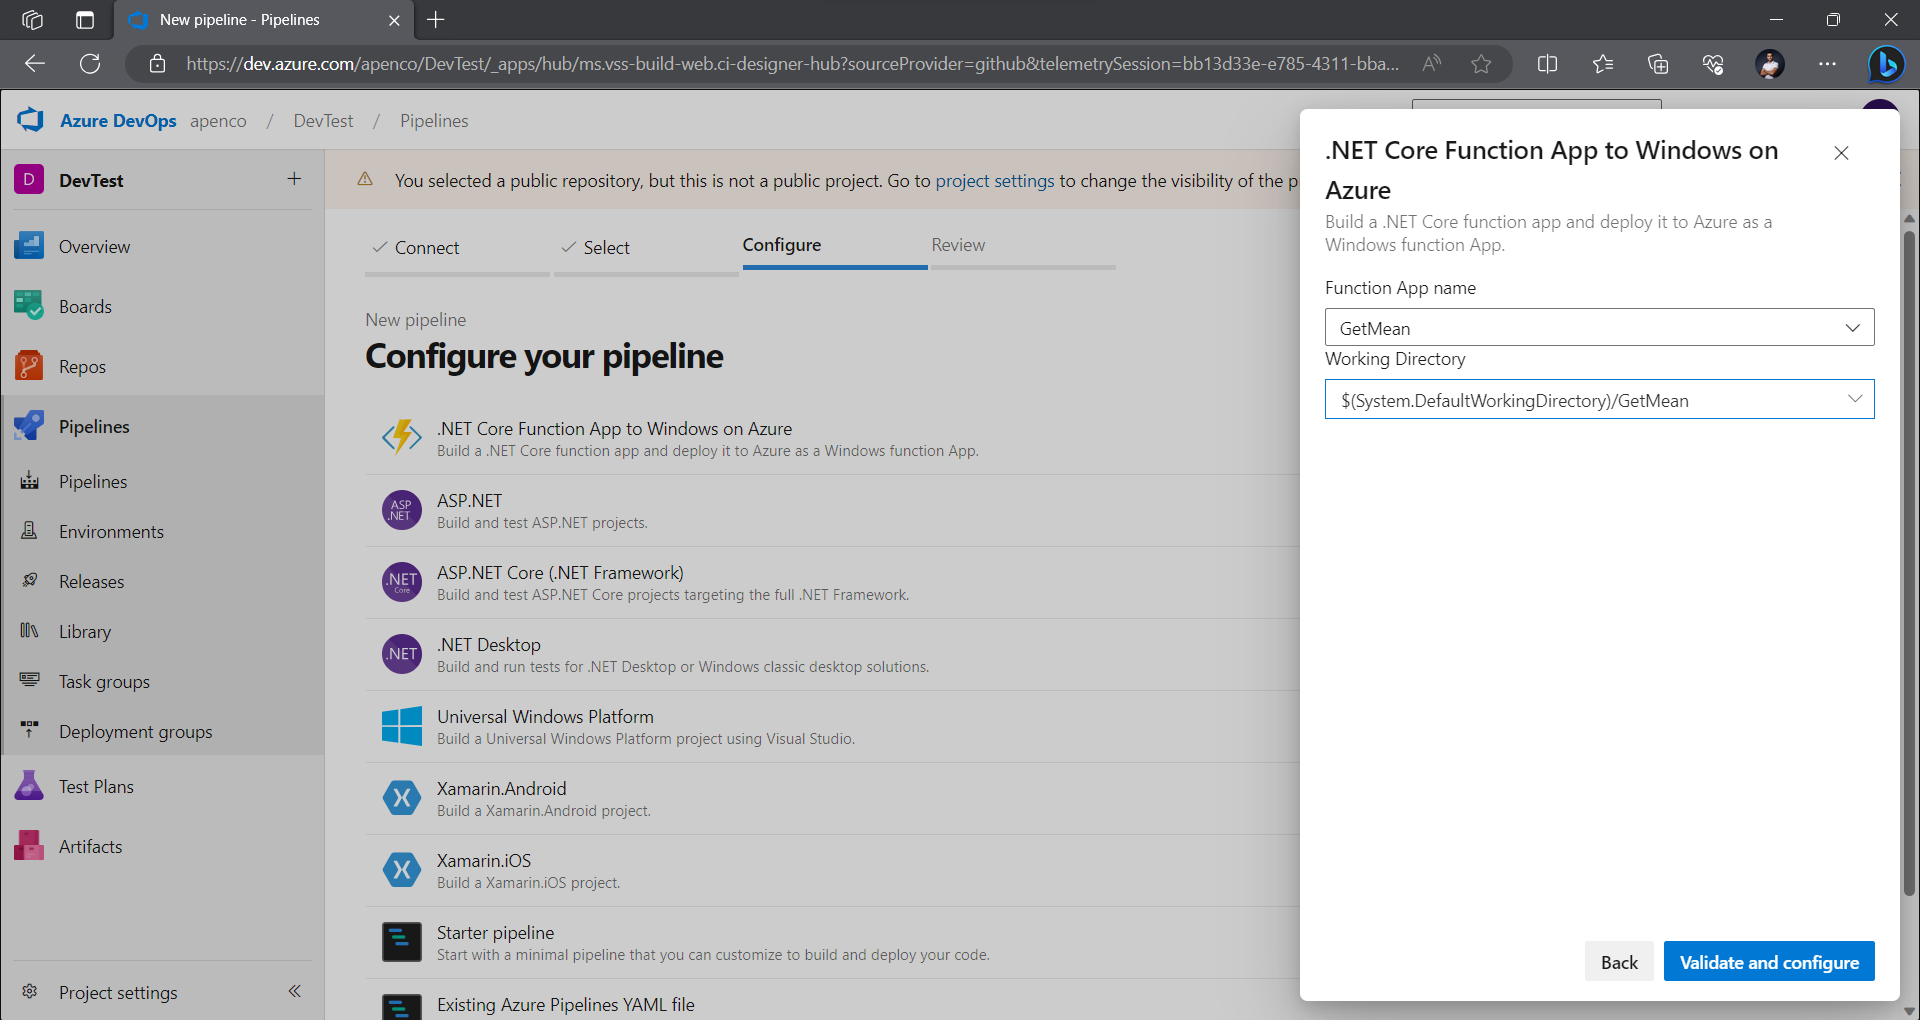 New pipeline - Pipelines
https://dev.azure.com/apenco/DevTest/_apps/hub/ms.vss-build-web.ci-designer-hub?sourceProvider=github&telemetrySession=bb13d33e-e785-4311-bba...
Azure DevOps apenco / DevTest / Pipelines
D DevTest
Overview
Boards
Repos
Pipelines
Pipelines
Environments
Releases
Library
Task groups
Deployment groups
Test Plans
Artifacts
Project settings
You selected a public repository, but this is not a public project. Go to project settings to change the visibility of the p
Connect
Select
Configure
Review
New pipeline
Configure your pipeline
.NET Core Function App to Windows on Azure
Build a .NET Core function app and deploy it to Azure as a Windows function App.
ASP
.NET
ASP.NET
Build and test ASP.NET projects.
.NET
Core
ASP.NET Core (.NET Framework)
Build and test ASP.NET Core projects targeting the full .NET Framework.
.NET
.NET Desktop
Build and run tests for .NET Desktop or Windows classic desktop solutions.
Universal Windows Platform
Build a Universal Windows Platform project using Visual Studio.
Xamarin.Android
Build a Xamarin.Android project.
Xamarin.iOS
Build a Xamarin.iOS project.
Starter pipeline
Start with a minimal pipeline that you can customize to build and deploy your code.
Existing Azure Pipelines YAML file
.NET Core Function App to Windows on
Azure
Build a .NET Core function app and deploy it to Azure as a
Windows function App.
Function App name
GetMean
Working Directory
$(System.DefaultWorkingDirectory)/GetMean
Back
Validate and configure